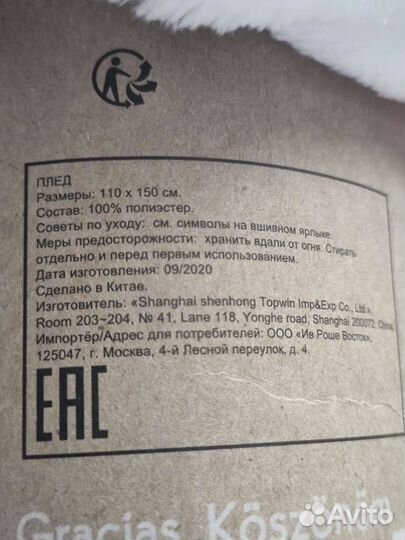 ПЛЕД
Размеры: 110 х 150 см.
Состав: 100% полиэстер.
Советы по уходу: см. символы на вшивном ярлыке.
Меры предосторожности: хранить вдали от огня. Стирать
отдельно и перед первым использованием.
Дата изготовления: 09/2020
Сделано в Китае.
Изготовитель: «Shanghai shenhong Topwin Imp&Exp Co., Ltd.»,
Room 203~204, № 41, Lane 118, Yonghe road, Shanghai 200072, China.
Импортёр/Адрес для потребителей: ООО «Ив Роше Восток»,
125047, г. Москва, 4-й Лесной переулок, д. 4.
EAC
Gracias Köszönöm
Avito